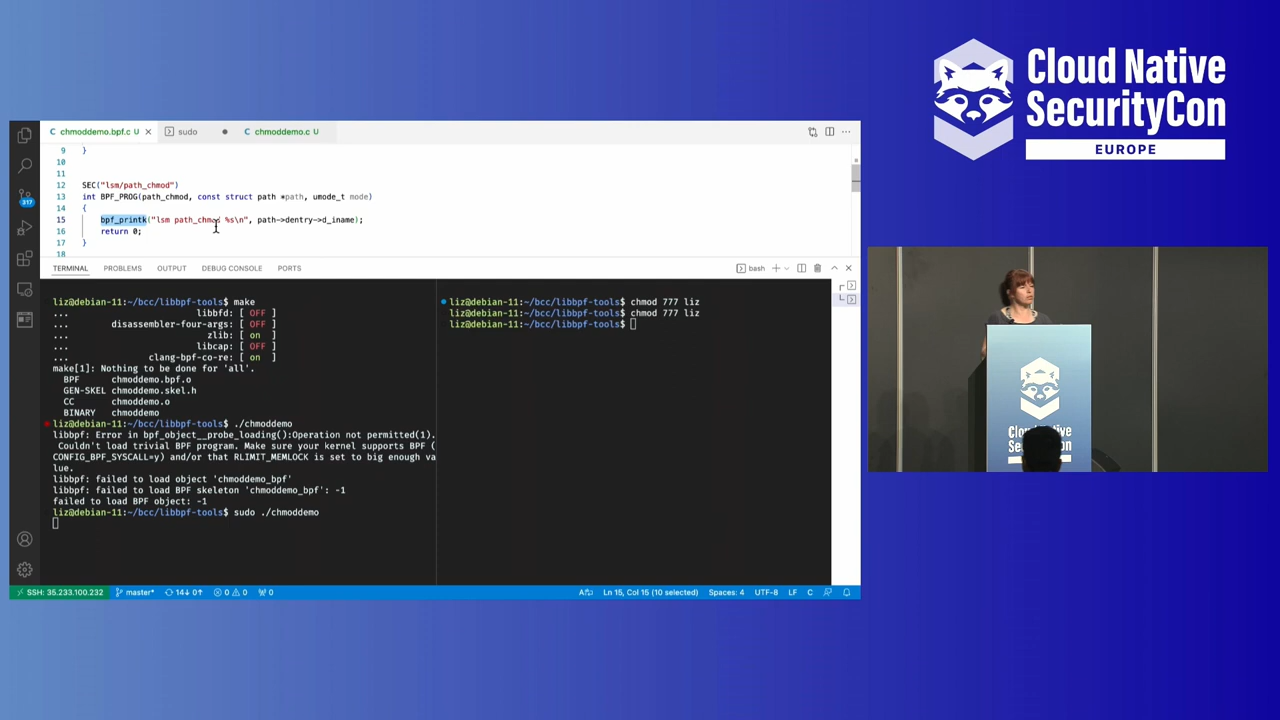 Cloud Native
SecurityCon
EUROPE
chmoddemo.bpf.c U
sudo
chmoddemo.c U
9 }
10
11
12 SEC("lsm/path_chmod")
13 int BPF_PROG(path_chmod, const struct path *path, umode_t mode)
14 {
15 bpf_printk("lsm path_chmod %s\n", path->dentry->d_iname);
16 return 0;
17 }
18
317
TERMINAL PROBLEMS OUTPUT DEBUG CONSOLE PORTS
bash
liz@debian-11:~/bcc/libbpf-tools$ make
... libbfd: [ OFF ]
... disassembler-four-args: [ OFF ]
... zlib: [ on ]
... libcap: [ OFF ]
... clang-bpf-co-re: [ on ]
make[1]: Nothing to be done for 'all'.
BPF chmoddemo.bpf.o
GEN-SKEL chmoddemo.skel.h
CC chmoddemo.o
BINARY chmoddemo
liz@debian-11:~/bcc/libbpf-tools$ ./chmoddemo
libbpf: Error in bpf_object__probe_loading():Operation not permitted(1).
Couldn't load trivial BPF program. Make sure your kernel supports BPF (
CONFIG_BPF_SYSCALL=y) and/or that RLIMIT_MEMLOCK is set to big enough va
lue.
libbpf: failed to load object 'chmoddemo_bpf'
libbpf: failed to load BPF skeleton 'chmoddemo_bpf': -1
failed to load BPF object: -1
liz@debian-11:~/bcc/libbpf-tools$ sudo ./chmoddemo
liz@debian-11:~/bcc/libbpf-tools$ chmod 777 liz
liz@debian-11:~/bcc/libbpf-tools$ chmod 777 liz
liz@debian-11:~/bcc/libbpf-tools$
SSH: 35.233.100.232 master* 14↓ 0↑ 0 0 0 Ln 15, Col 15 (10 selected) Spaces: 4 UTF-8 LF C
Cloud Native